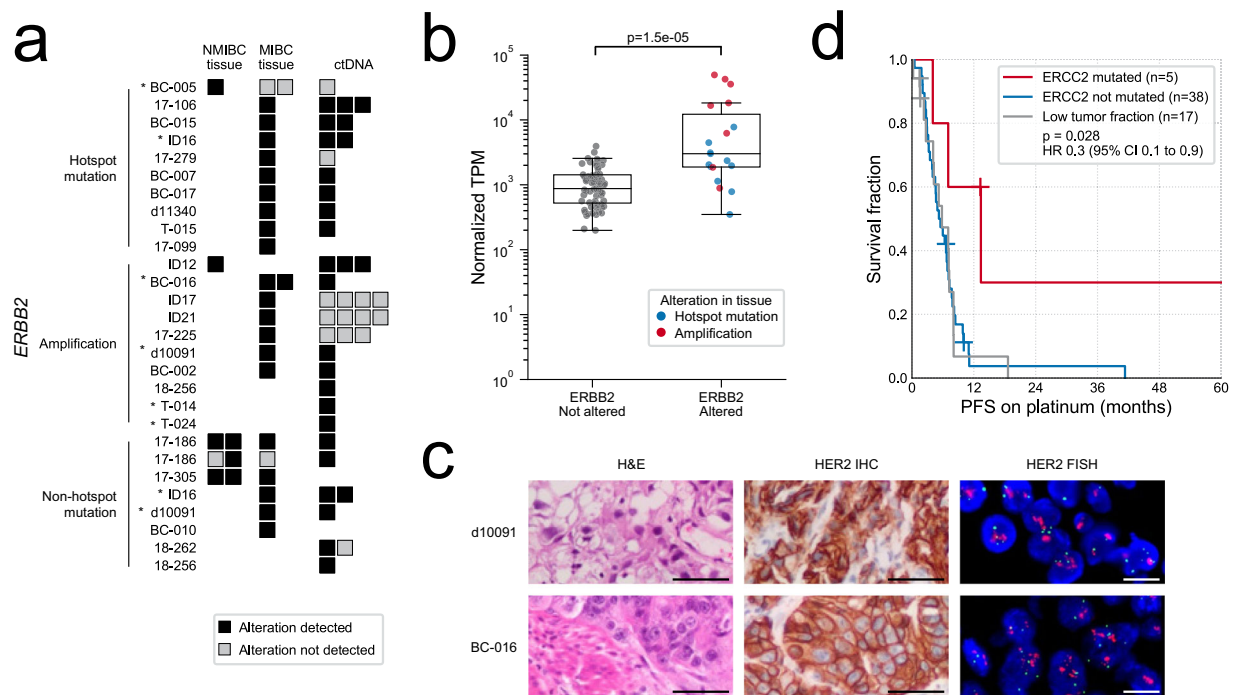 a
NMIBC
tissue
MIBC
tissue
ctDNA
ERBB2
Hotspot
mutation
* BC-005
17-106
BC-015
* ID16
17-279
BC-007
BC-017
d11340
T-015
17-099
Amplification
ID12
* BC-016
ID17
ID21
17-225
* d10091
BC-002
18-256
* T-014
* T-024
Non-hotspot
mutation
17-186
17-186
17-305
* ID16
* d10091
BC-010
18-262
18-256
Alteration detected
Alteration not detected
b
p=1.5e-05
Normalized TPM
10^5
10^4
10^3
10^2
10^1
10^0
Alteration in tissue
Hotspot mutation
Amplification
ERBB2
Not altered
ERBB2
Altered
c
H&E
HER2 IHC
HER2 FISH
d10091
BC-016
d
ERCC2 mutated (n=5)
ERCC2 not mutated (n=38)
Low tumor fraction (n=17)
p = 0.028
HR 0.3 (95% CI 0.1 to 0.9)
Survival fraction
1.0
0.8
0.6
0.4
0.2
0.0
0 12 24 36 48 60
PFS on platinum (months)